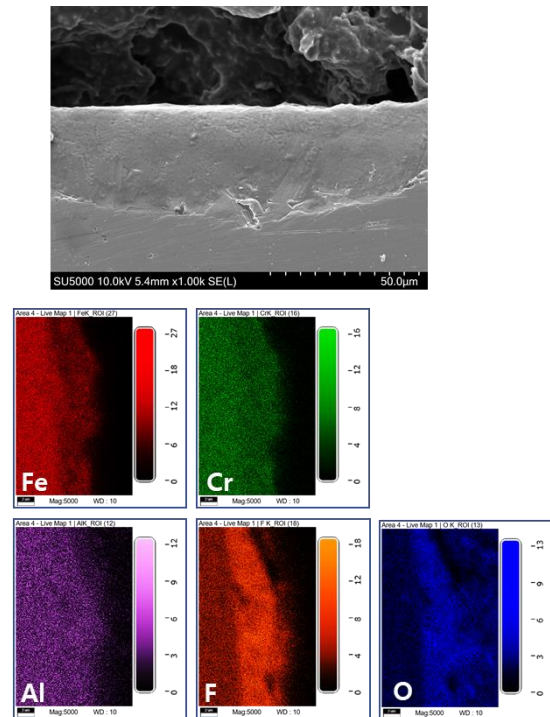 SU5000 10.0kV 5.4mm x1.00k SE(L) 50.0µm
Area 4 - Live Map 1 | FeK_ROI (27)
27
18
12
6
0
Fe
Mag:5000 WD : 10
Area 4 - Live Map 1 | CrK_ROI (16)
16
12
8
4
0
Cr
Mag:5000 WD : 10
Area 4 - Live Map 1 | AlK_ROI (12)
12
9
6
3
0
Al
Mag:5000 WD : 10
Area 4 - Live Map 1 | F K_ROI (18)
18
12
9
6
3
0
F
Mag:5000 WD : 10
Area 4 - Live Map 1 | O K_ROI (13)
13
9
6
3
0
O
Mag:5000 WD : 10